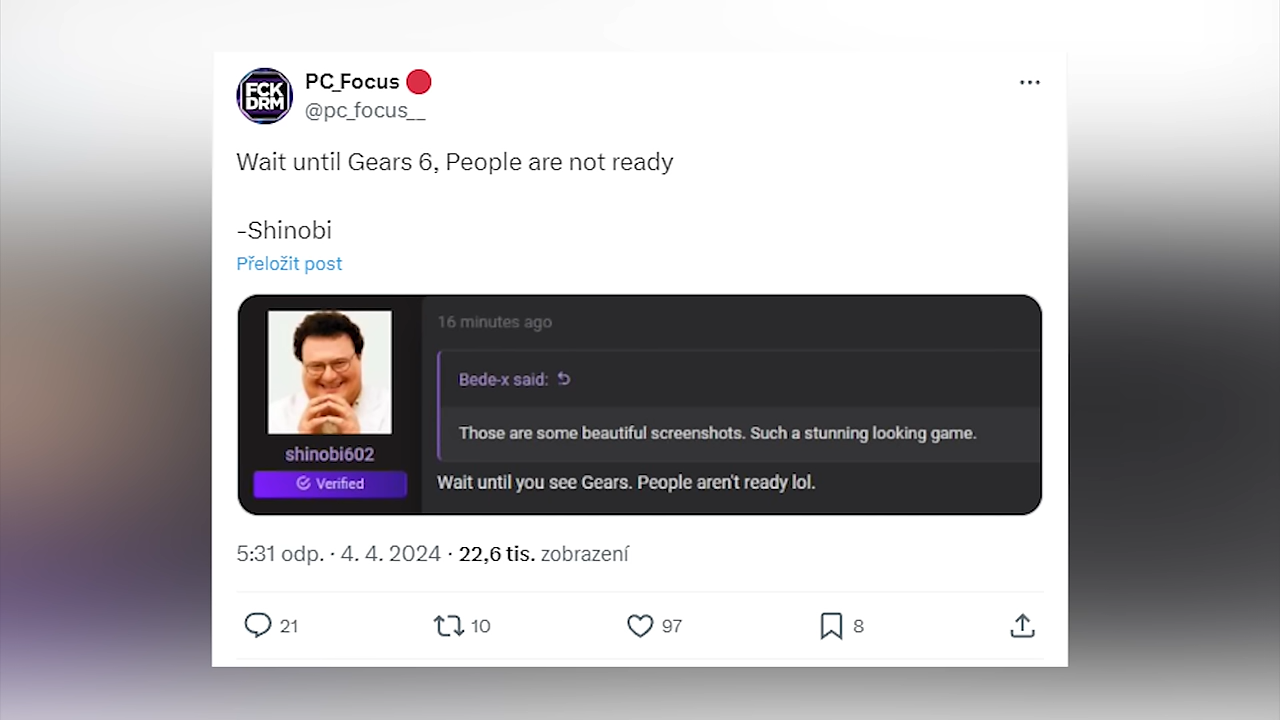 FCK
DRM
PC_Focus
@pc_focus__
Wait until Gears 6, People are not ready
-Shinobi
Přeložit post
16 minutes ago
Bede-x said:
Those are some beautiful screenshots. Such a stunning looking game.
shinobi602
Verified
Wait until you see Gears. People aren't ready lol.
5:31 odp. · 4. 4. 2024 · 22,6 tis. zobrazení
21 10 97 8